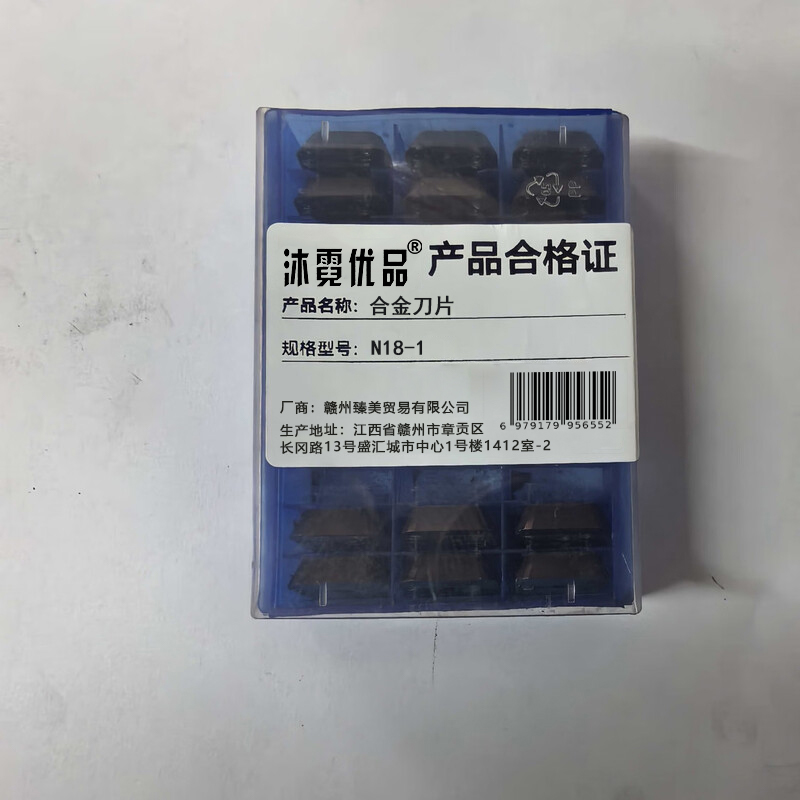 沐霓优品® 产品合格证
产品名称：合金刀片
规格型号：N18-1
厂商：赣州臻美贸易有限公司
生产地址：江西省赣州市章贡区
长冈路13号盛汇城市中心1号楼1412室-2
6 979179 956552